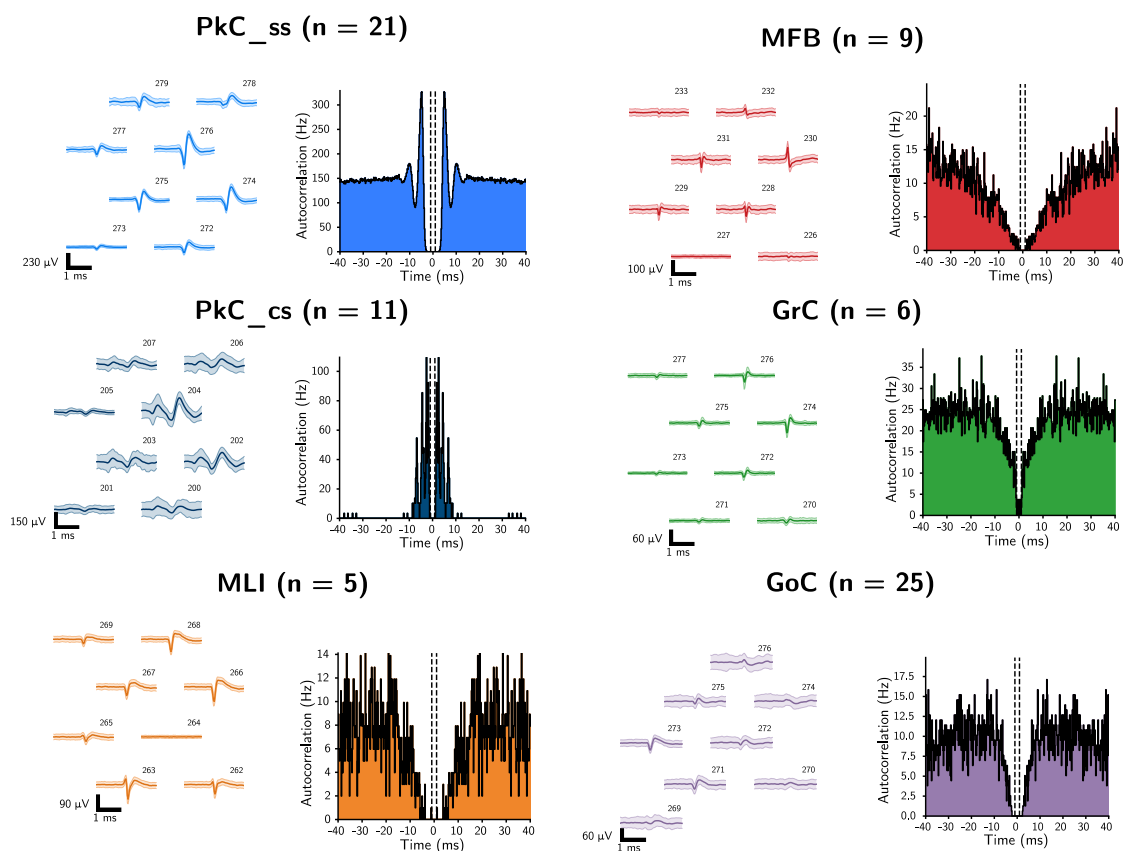 PkC_ss (n = 21)
279
278
277
276
275
274
273
272
230 µV
1 ms
Autocorrelation (Hz)
300
250
200
150
100
50
0
-40 -30 -20 -10 0 10 20 30 40
Time (ms)
MFB (n = 9)
233
232
231
230
229
228
227
226
100 µV
1 ms
Autocorrelation (Hz)
20
15
10
5
0
-40 -30 -20 -10 0 10 20 30 40
Time (ms)
PkC_cs (n = 11)
207
206
205
204
203
202
201
200
150 µV
1 ms
Autocorrelation (Hz)
100
80
60
40
20
0
-40 -30 -20 -10 0 10 20 30 40
Time (ms)
GrC (n = 6)
277
276
275
274
273
272
271
270
60 µV
1 ms
Autocorrelation (Hz)
35
30
25
20
15
10
5
0
-40 -30 -20 -10 0 10 20 30 40
Time (ms)
MLI (n = 5)
269
268
267
266
265
264
263
262
90 µV
1 ms
Autocorrelation (Hz)
14
12
10
8
6
4
2
0
-40 -30 -20 -10 0 10 20 30 40
Time (ms)
GoC (n = 25)
276
275
274
273
272
271
270
269
60 µV
1 ms
Autocorrelation (Hz)
17.5
15.0
12.5
10.0
7.5
5.0
2.5
0.0
-40 -30 -20 -10 0 10 20 30 40
Time (ms)